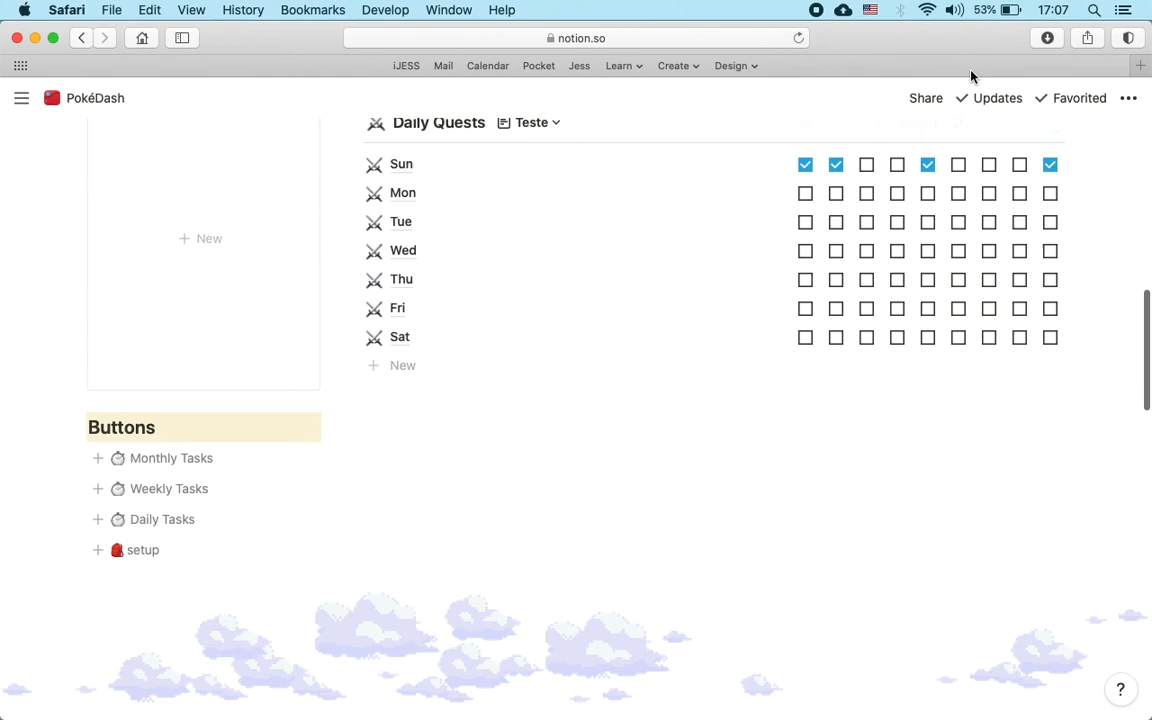 Safari File Edit View History Bookmarks Develop Window Help 53% 17:07
notion.so
iJESS Mail Calendar Pocket Jess Learn Create Design
PokéDash Share Updates Favorited
Daily Quests Teste
Sun
Mon
Tue
+ New
Wed
Thu
Fri
Sat
+ New
Buttons
+ Monthly Tasks
+ Weekly Tasks
+ Daily Tasks
+ setup
?